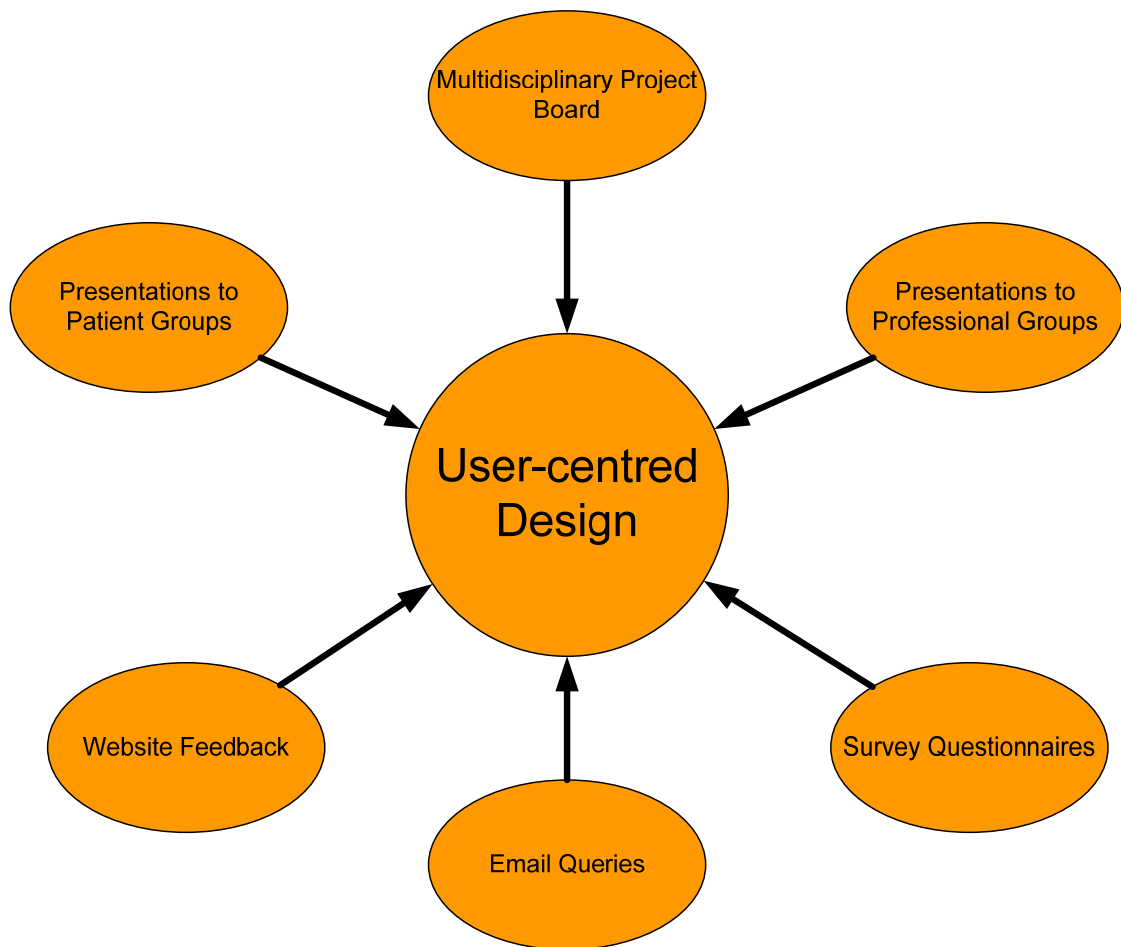 Multidisciplinary Project
Board
Presentations to
Patient Groups
Presentations to
Professional Groups
User-centred
Design
Website Feedback
Survey Questionnaires
Email Queries